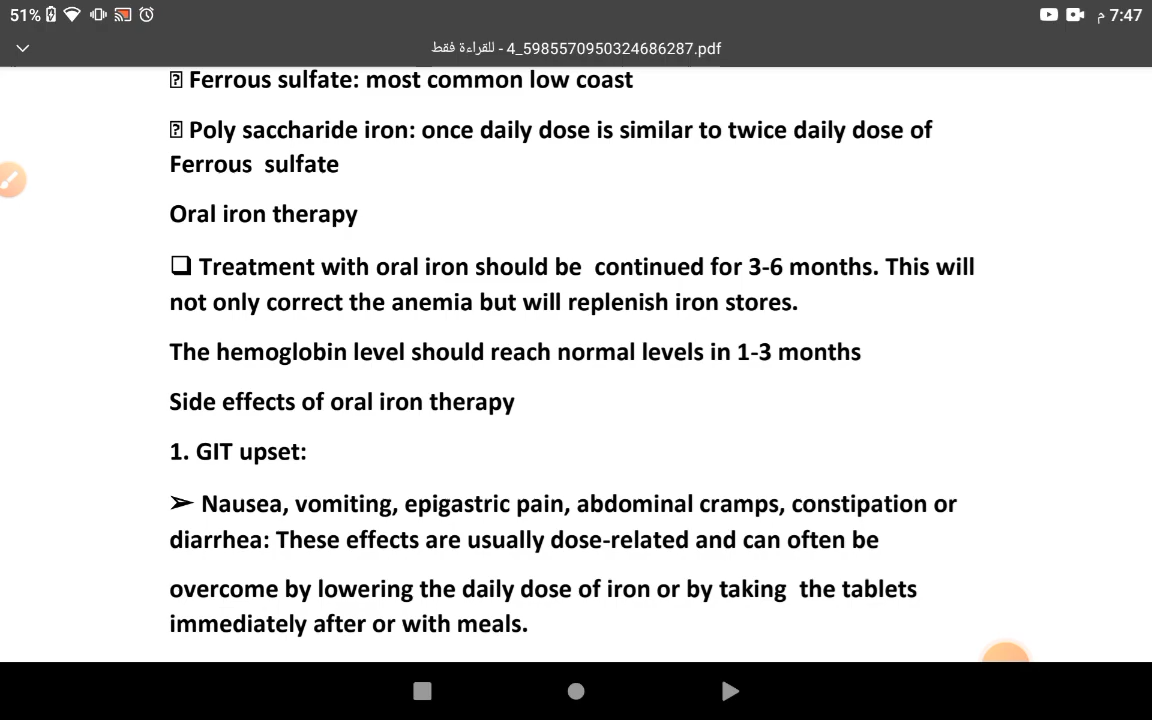 51% م 7:47
4_5985570950324686287.pdf - للقراءة فقط
Ferrous sulfate: most common low coast
Poly saccharide iron: once daily dose is similar to twice daily dose of
Ferrous sulfate
Oral iron therapy
❑ Treatment with oral iron should be continued for 3-6 months. This will
not only correct the anemia but will replenish iron stores.
The hemoglobin level should reach normal levels in 1-3 months
Side effects of oral iron therapy
1. GIT upset:
➢ Nausea, vomiting, epigastric pain, abdominal cramps, constipation or
diarrhea: These effects are usually dose-related and can often be
overcome by lowering the daily dose of iron or by taking the tablets
immediately after or with meals.